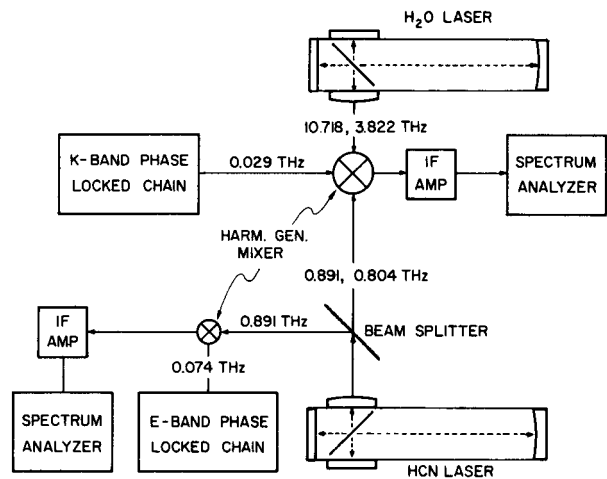 H₂O LASER
10.718, 3.822 THz
K-BAND PHASE
LOCKED CHAIN
0.029 THz
IF
AMP
SPECTRUM
ANALYZER
HARM. GEN.
MIXER
0.891, 0.804 THz
IF
AMP
0.891 THz
BEAM SPLITTER
0.074 THz
SPECTRUM
ANALYZER
E-BAND PHASE
LOCKED CHAIN
HCN LASER